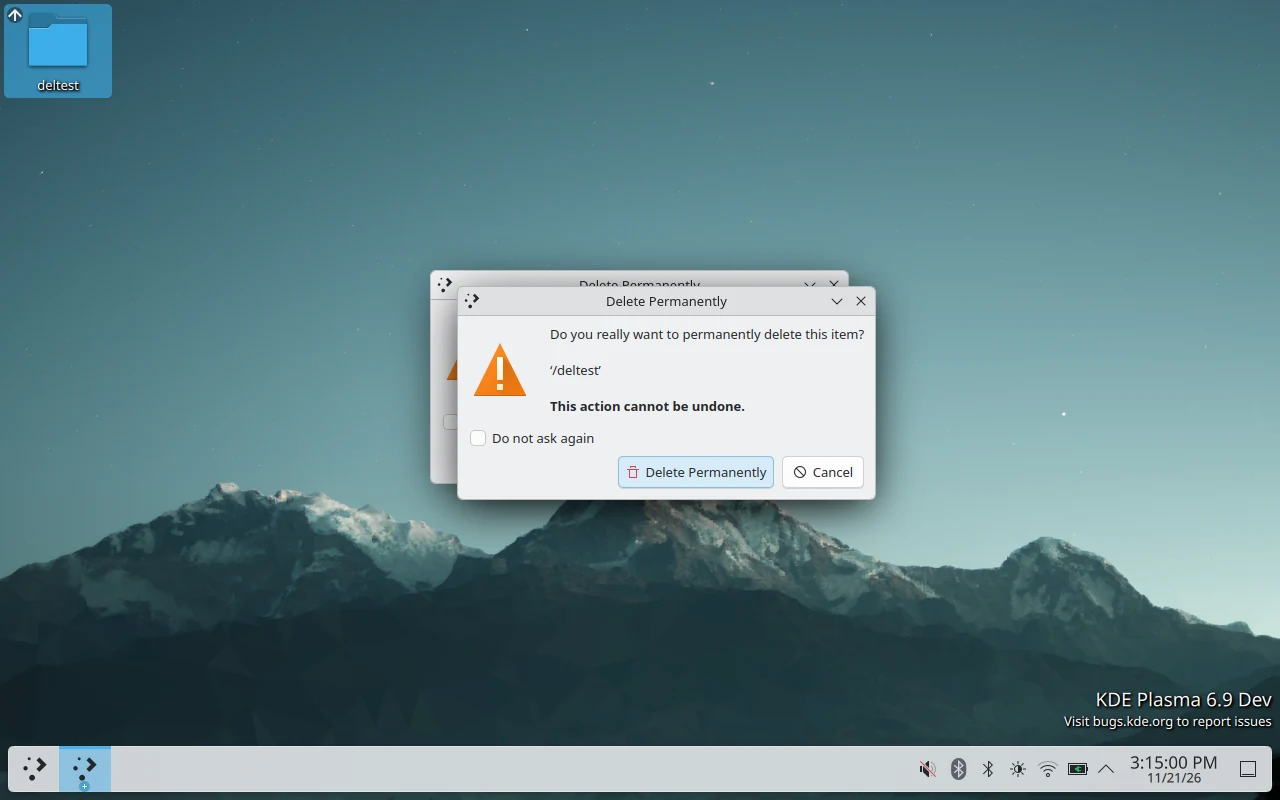 deltest
Delete Permanently
Delete Permanently
Do you really want to permanently delete this item?
‘/deltest’
This action cannot be undone.
Do not ask again
Delete Permanently
Cancel
KDE Plasma 6.9 Dev
Visit bugs.kde.org to report issues
3:15:00 PM
11/21/26